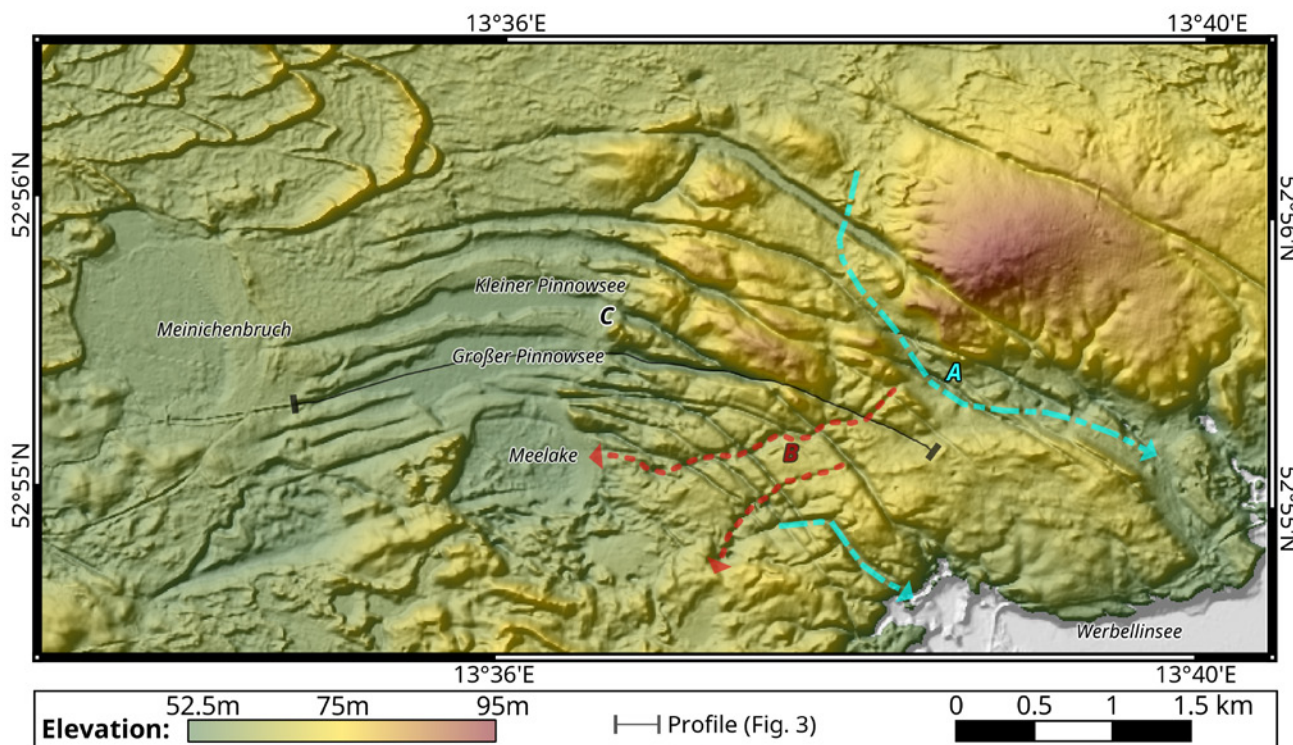 13°36'E
13°40'E
52°56'N
52°56'N
Kleiner Pinnowsee
C
Meinichenbruch
Großer Pinnowsee
A
Meelake
B
52°55'N
52°55'N
Werbellinsee
13°36'E
13°40'E
52.5m
75m
95m
0
0.5
1
1.5 km
Elevation:
Profile (Fig. 3)